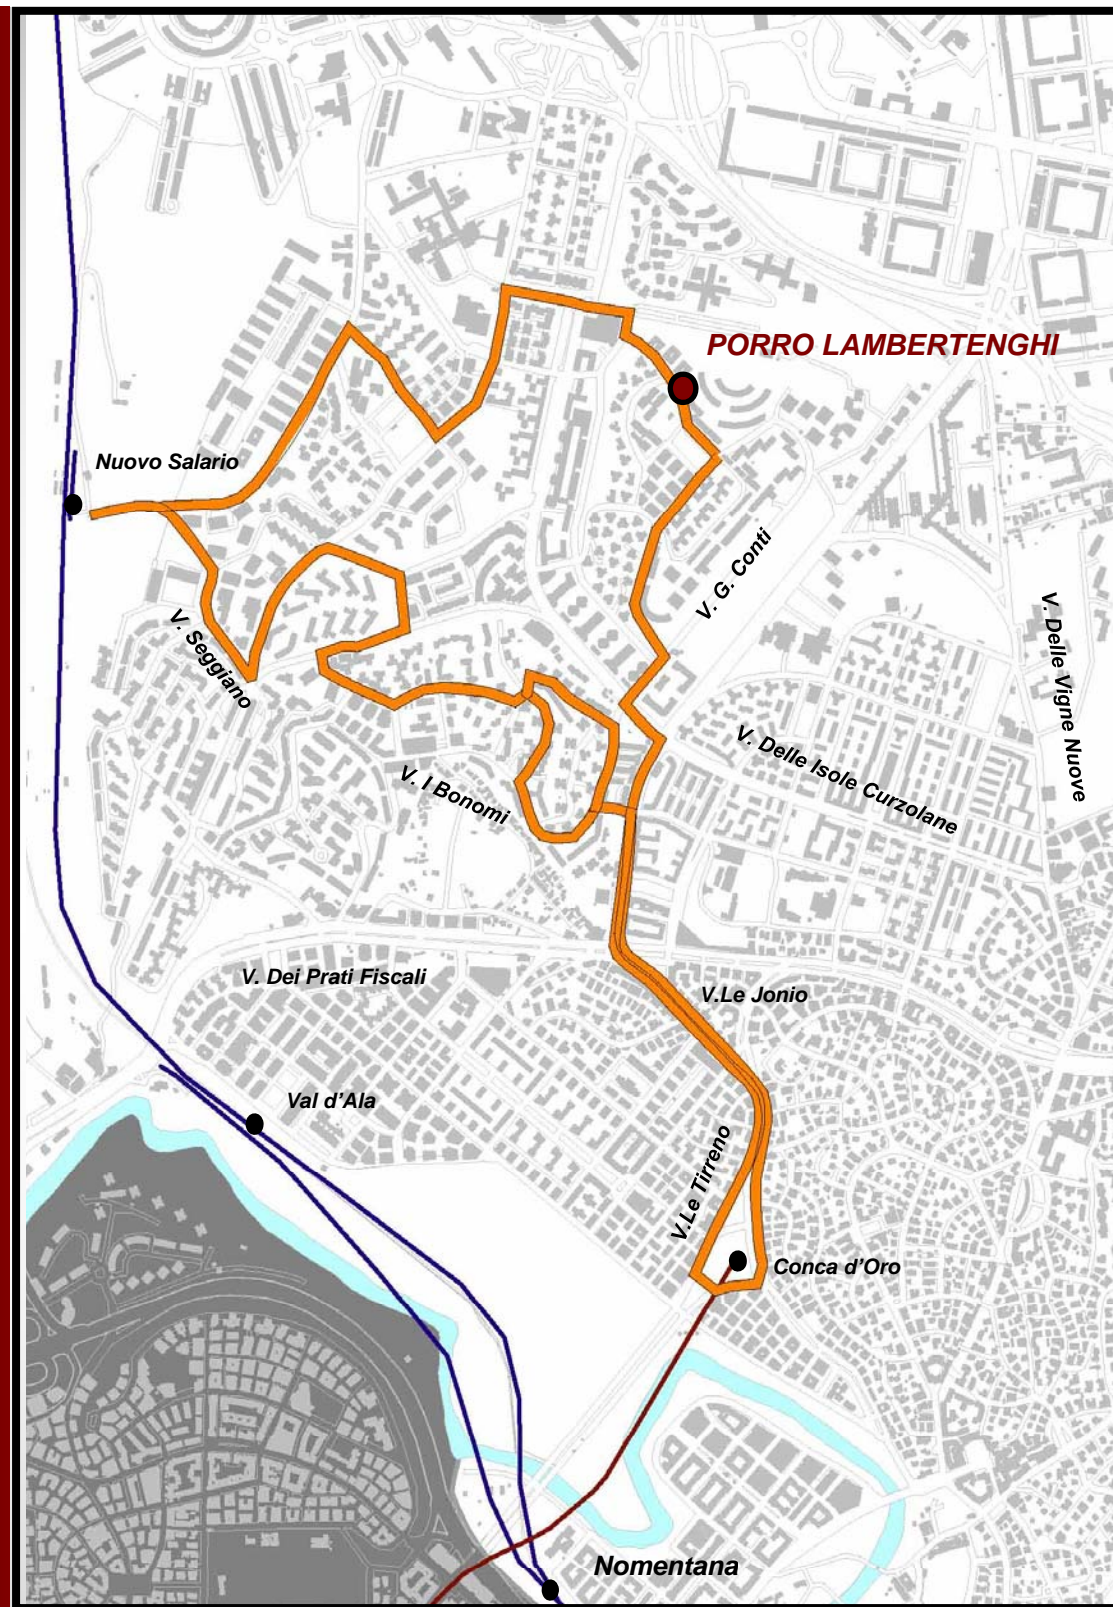 PORRO LAMBERTENGHI
Nuovo Salario
V. G. Conti
V. Seggiano
V. Delle Vigne Nuove
V. Delle Isole Curzolane
V. I Bonomi
V. Dei Prati Fiscali
V.Le Jonio
Val d’Ala
V.Le Tirreno
Conca d’Oro
Nomentana